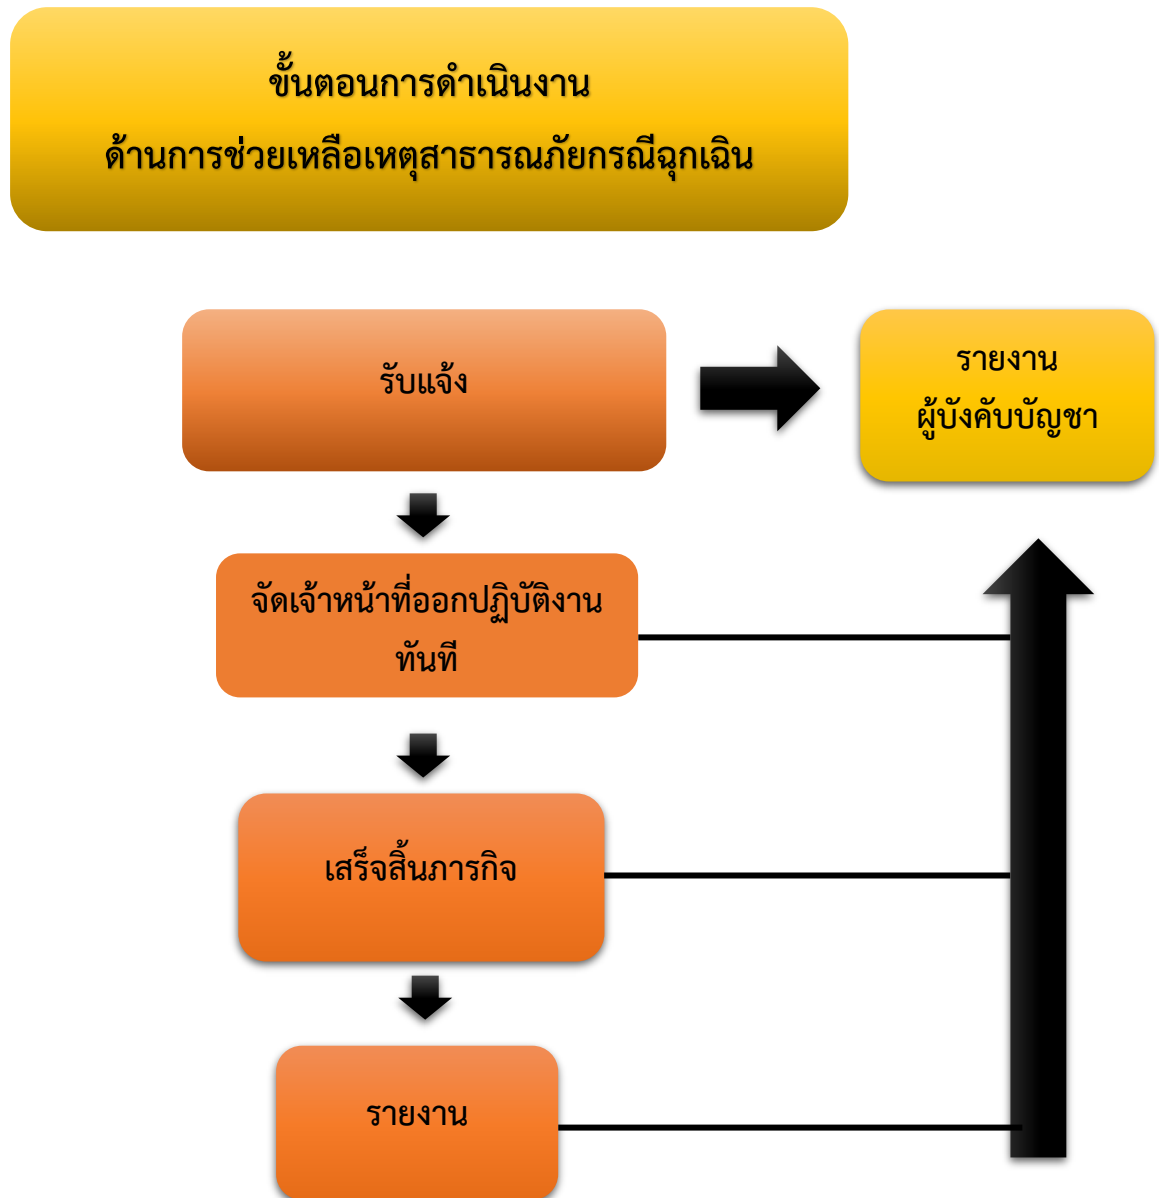 ขั้นตอนการดำเนินงาน
ด้านการช่วยเหลือเหตุสาธารณภัยกรณีฉุกเฉิน
รับแจ้ง
รายงาน
ผู้บังคับบัญชา
จัดเจ้าหน้าที่ออกปฏิบัติงาน
ทันที
เสร็จสิ้นภารกิจ
รายงาน